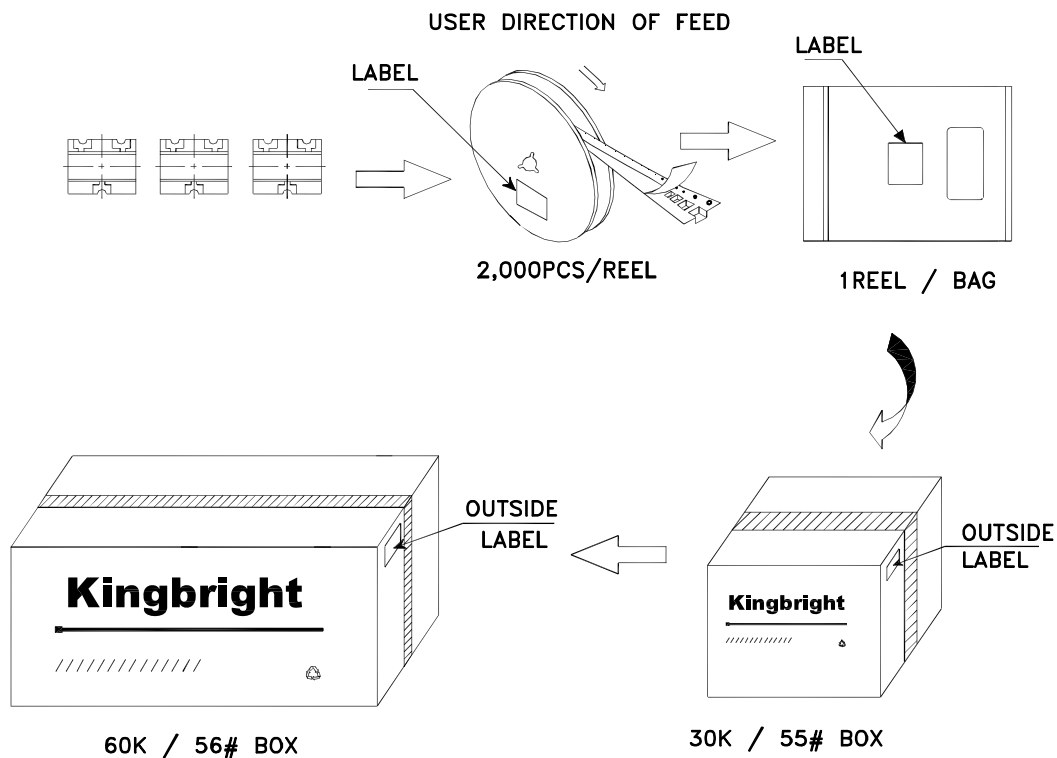 USER DIRECTION OF FEED
LABEL
LABEL
2,000PCS/REEL
1REEL / BAG
OUTSIDE
LABEL
OUTSIDE
LABEL
Kingbright
Kingbright
60K / 56# BOX
30K / 55# BOX